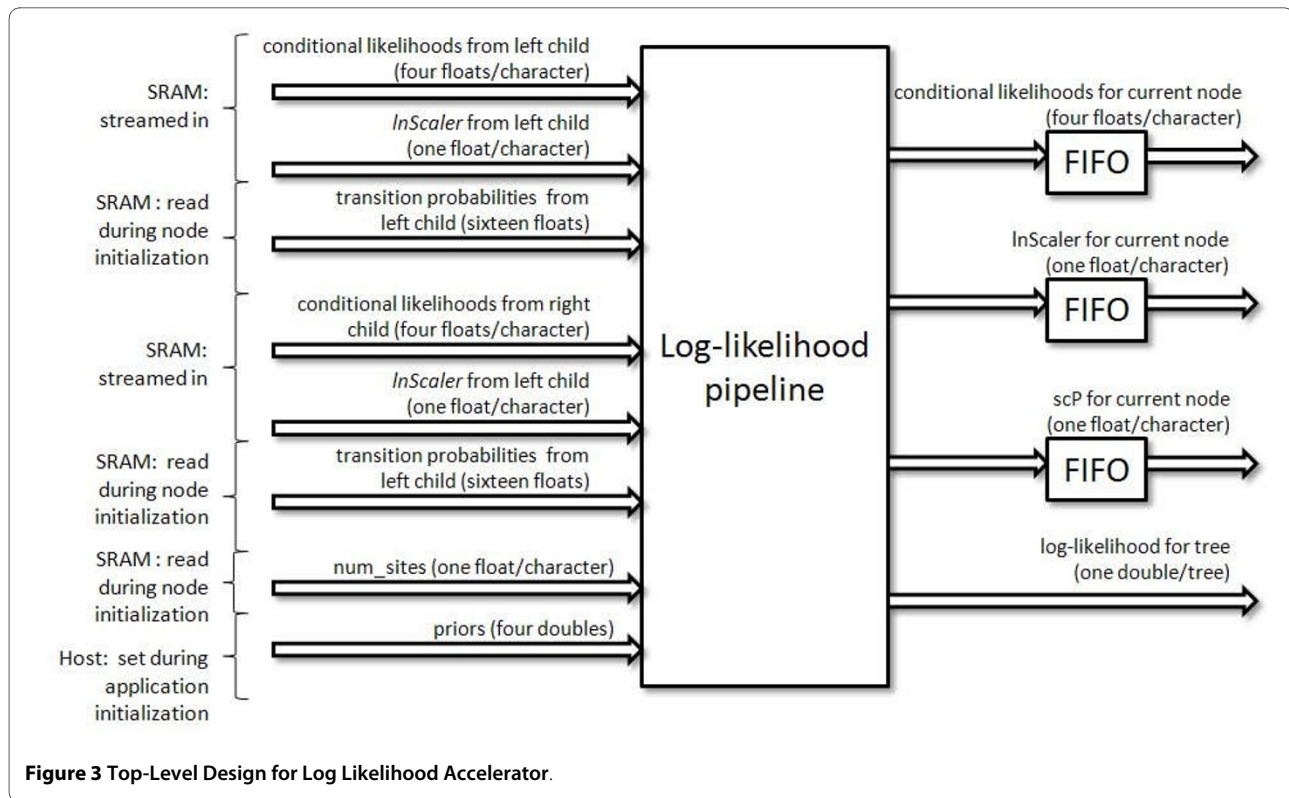 conditional likelihoods from left child
(four floats/character)
SRAM:
streamed in
lnScaler from left child
(one float/character)
SRAM : read
during node
initialization
transition probabilities from
left child (sixteen floats)
SRAM:
streamed in
conditional likelihoods from right
child (four floats/character)
lnScaler from left child
(one float/character)
SRAM: read
during node
initialization
transition probabilities from
left child (sixteen floats)
SRAM : read
during node
initialization
num_sites (one float/character)
Host: set during
application
initialization
priors (four doubles)
Log-likelihood
pipeline
conditional likelihoods for current node
(four floats/character)
FIFO
lnScaler for current node
(one float/character)
FIFO
scP for current node
(one float/character)
FIFO
log-likelihood for tree
(one double/tree)
Figure 3 Top-Level Design for Log Likelihood Accelerator.